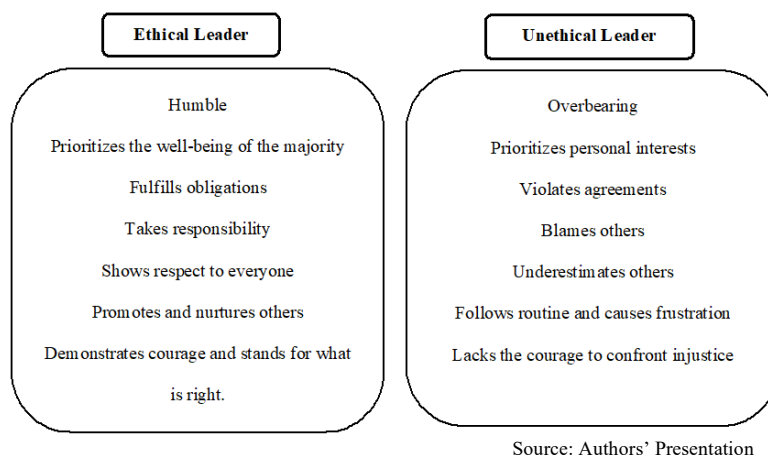 Ethical Leader
Humble
Prioritizes the well-being of the majority
Fulfills obligations
Takes responsibility
Shows respect to everyone
Promotes and nurtures others
Demonstrates courage and stands for what
is right.
Unethical Leader
Overbearing
Prioritizes personal interests
Violates agreements
Blames others
Underestimates others
Follows routine and causes frustration
Lacks the courage to confront injustice
Source: Authors’ Presentation